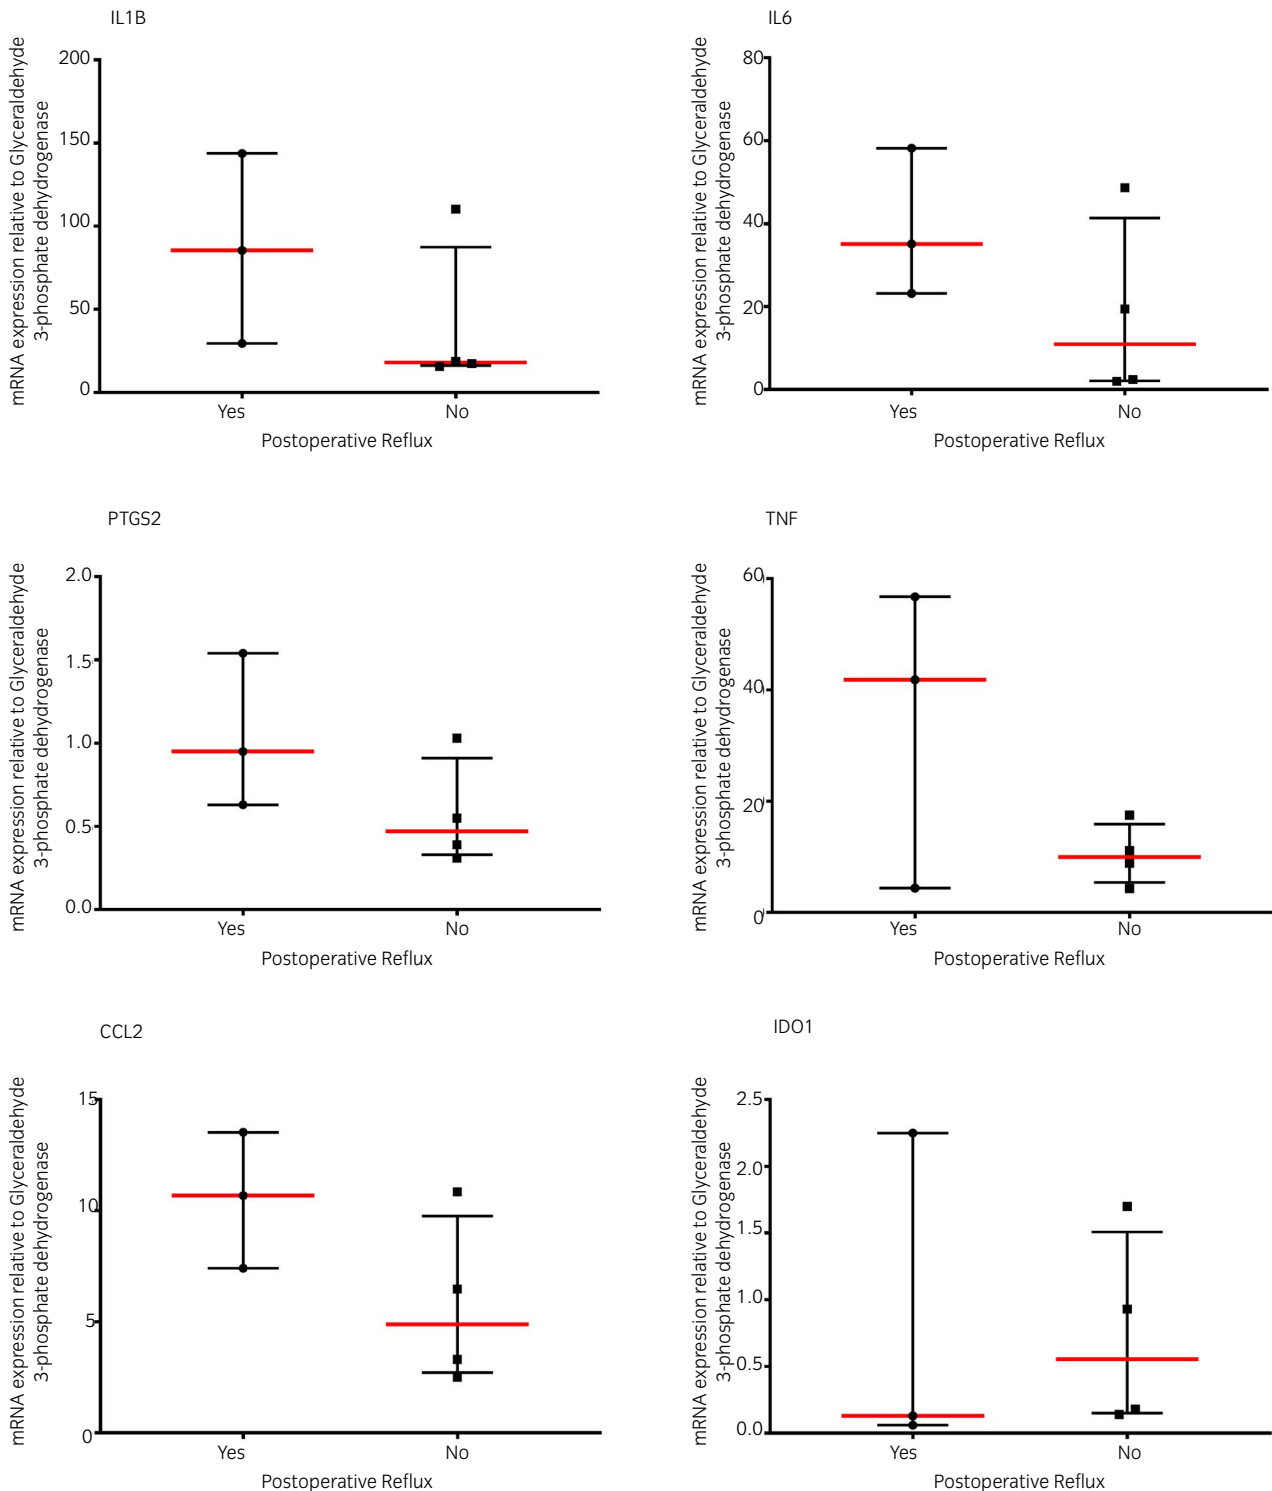 IL1B
mRNA expression relative to Glyceraldehyde
3-phosphate dehydrogenase
200
150
100
50
0
Yes
No
Postoperative Reflux
IL6
mRNA expression relative to Glyceraldehyde
3-phosphate dehydrogenase
80
60
40
20
0
Yes
No
Postoperative Reflux
PTGS2
mRNA expression relative to Glyceraldehyde
3-phosphate dehydrogenase
2.0
1.5
1.0
0.5
0.0
Yes
No
Postoperative Reflux
TNF
mRNA expression relative to Glyceraldehyde
3-phosphate dehydrogenase
60
40
20
0
Yes
No
Postoperative Reflux
CCL2
mRNA expression relative to Glyceraldehyde
3-phosphate dehydrogenase
15
10
5
0
Yes
No
Postoperative Reflux
IDO1
mRNA expression relative to Glyceraldehyde
3-phosphate dehydrogenase
2.5
2.0
1.5
1.0
0.5
0.0
Yes
No
Postoperative Reflux